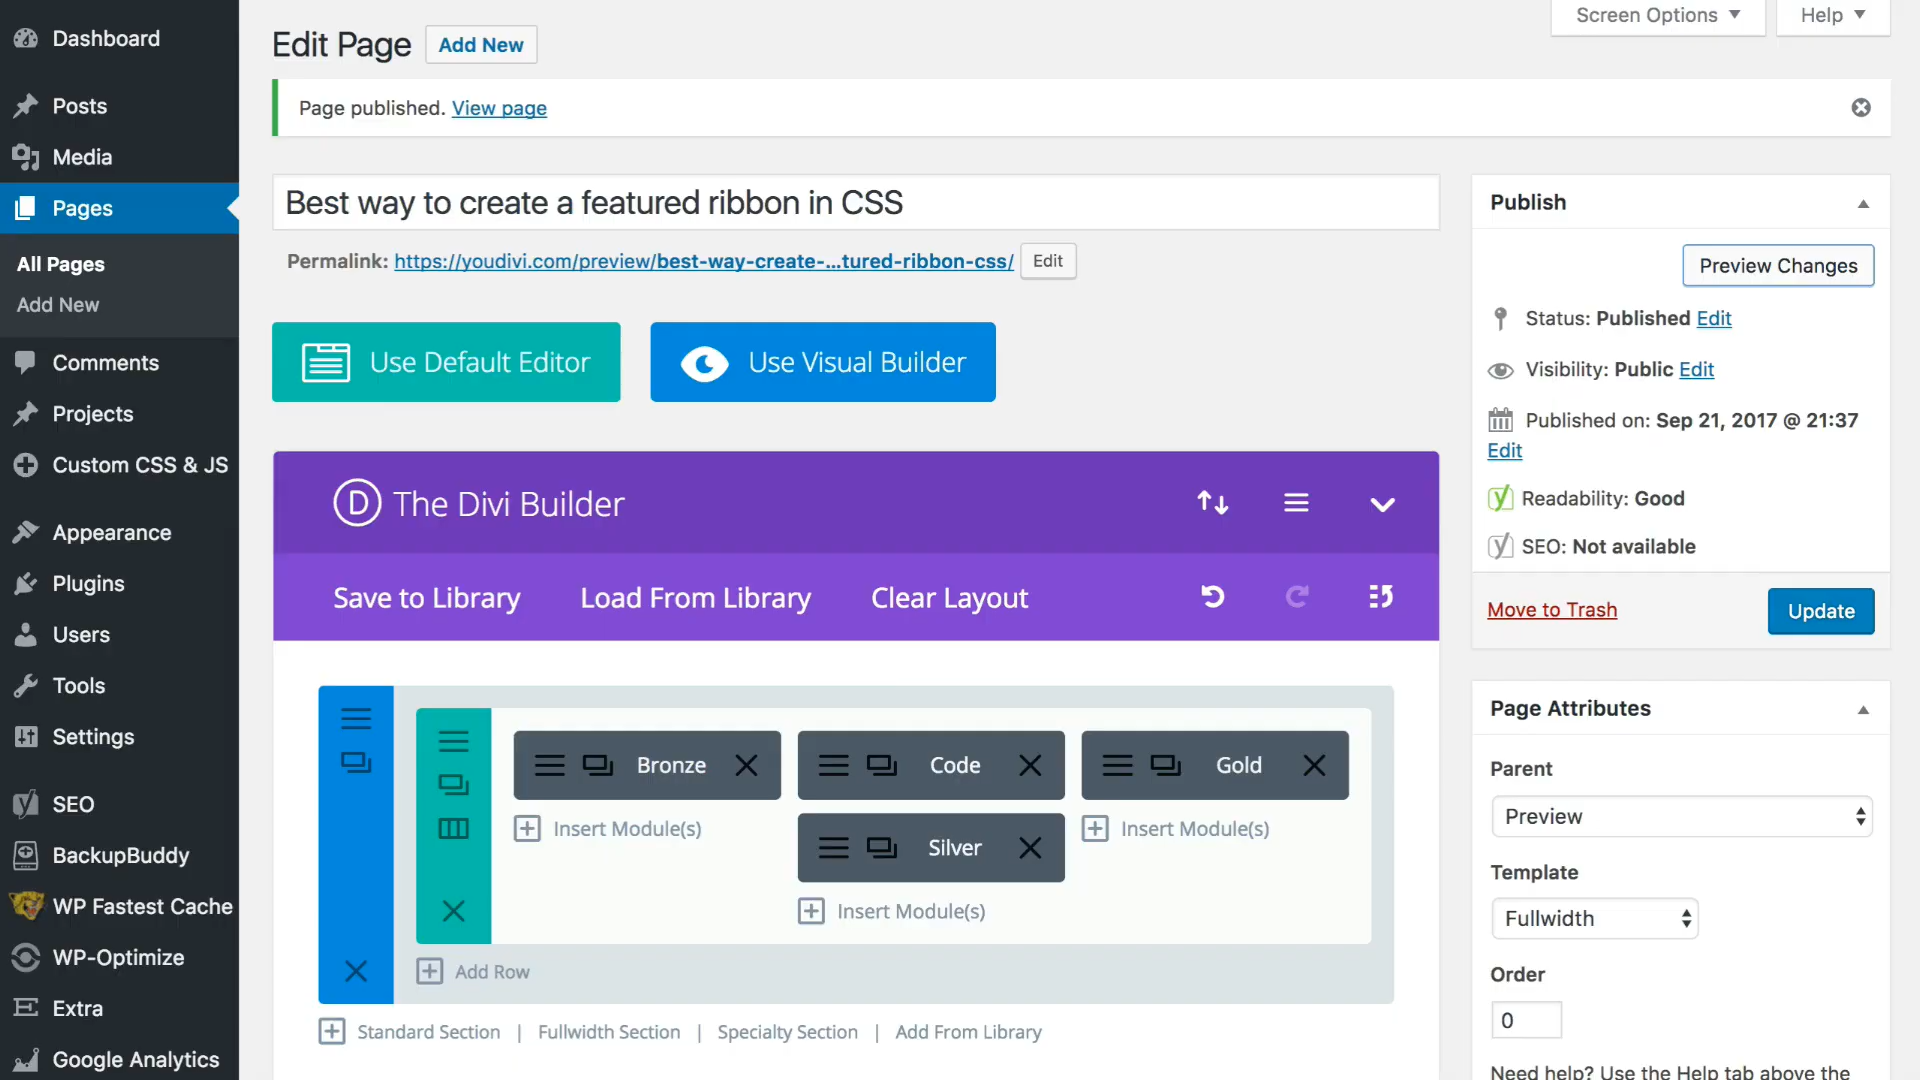 Dashboard
Posts
Media
Pages
All Pages
Add New
Comments
Projects
Custom CSS & JS
Appearance
Plugins
Users
Tools
Settings
SEO
BackupBuddy
WP Fastest Cache
WP-Optimize
Extra
Google Analytics
Screen Options
Help
Edit Page
Add New
Page published. View page
Best way to create a featured ribbon in CSS
Permalink: https://youdivi.com/preview/best-way-create-...tured-ribbon-css/ Edit
Use Default Editor
Use Visual Builder
D The Divi Builder
Save to Library
Load From Library
Clear Layout
Bronze
Code
Gold
Insert Module(s)
Silver
Insert Module(s)
Insert Module(s)
Add Row
Standard Section | Fullwidth Section | Specialty Section | Add From Library
Publish
Preview Changes
Status: Published Edit
Visibility: Public Edit
Published on: Sep 21, 2017 @ 21:37
Edit
Readability: Good
SEO: Not available
Move to Trash
Update
Page Attributes
Parent
Preview
Template
Fullwidth
Order
0
Need help? Use the Help tab above the